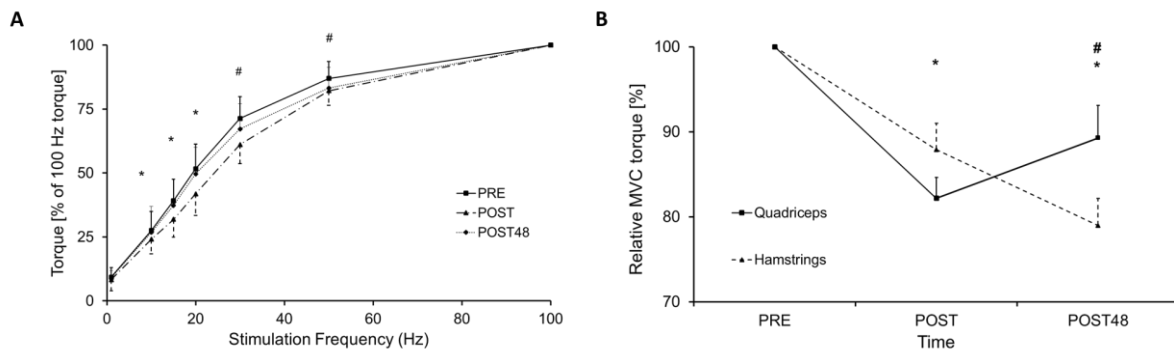 A
Torque [% of 100 Hz torque]
100
75
50
25
0
*
*
*
#
#
PRE
POST
POST48
0
20
40
60
80
100
Stimulation Frequency (Hz)
B
Relative MVC torque [%]
100
90
80
70
*
#
*
Quadriceps
Hamstrings
PRE
POST
POST48
Time